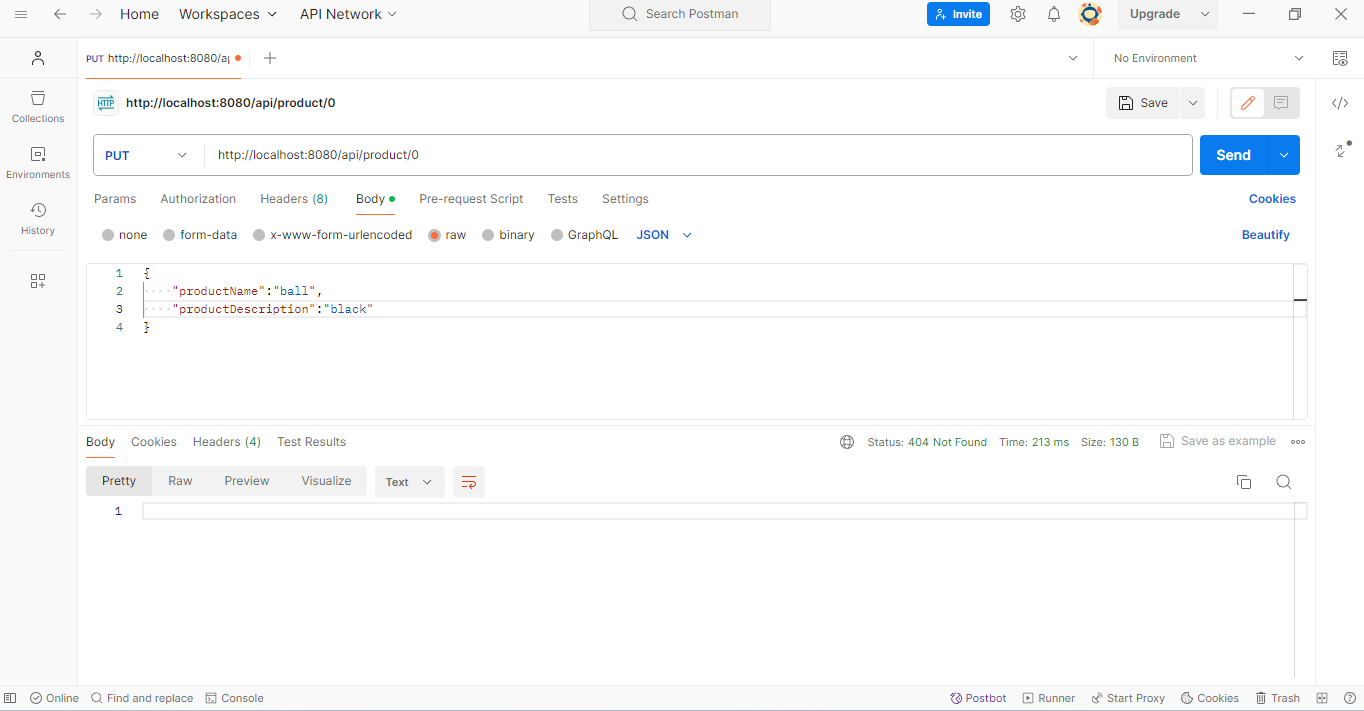 Home Workspaces API Network Search Postman Invite Upgrade
PUT http://localhost:8080/a No Environment
HTTP http://localhost:8080/api/product/0 Save
Collections
PUT http://localhost:8080/api/product/0 Send
Environments
Params Authorization Headers (8) Body Pre-request Script Tests Settings Cookies
History
none form-data x-www-form-urlencoded raw binary GraphQL JSON Beautify
1 {
2 "productName":"ball",
3 "productDescription":"black"
4 }
Body Cookies Headers (4) Test Results Status: 404 Not Found Time: 213 ms Size: 130 B Save as example
Pretty Raw Preview Visualize Text
1
Online Find and replace Console Postbot Runner Start Proxy Cookies Trash